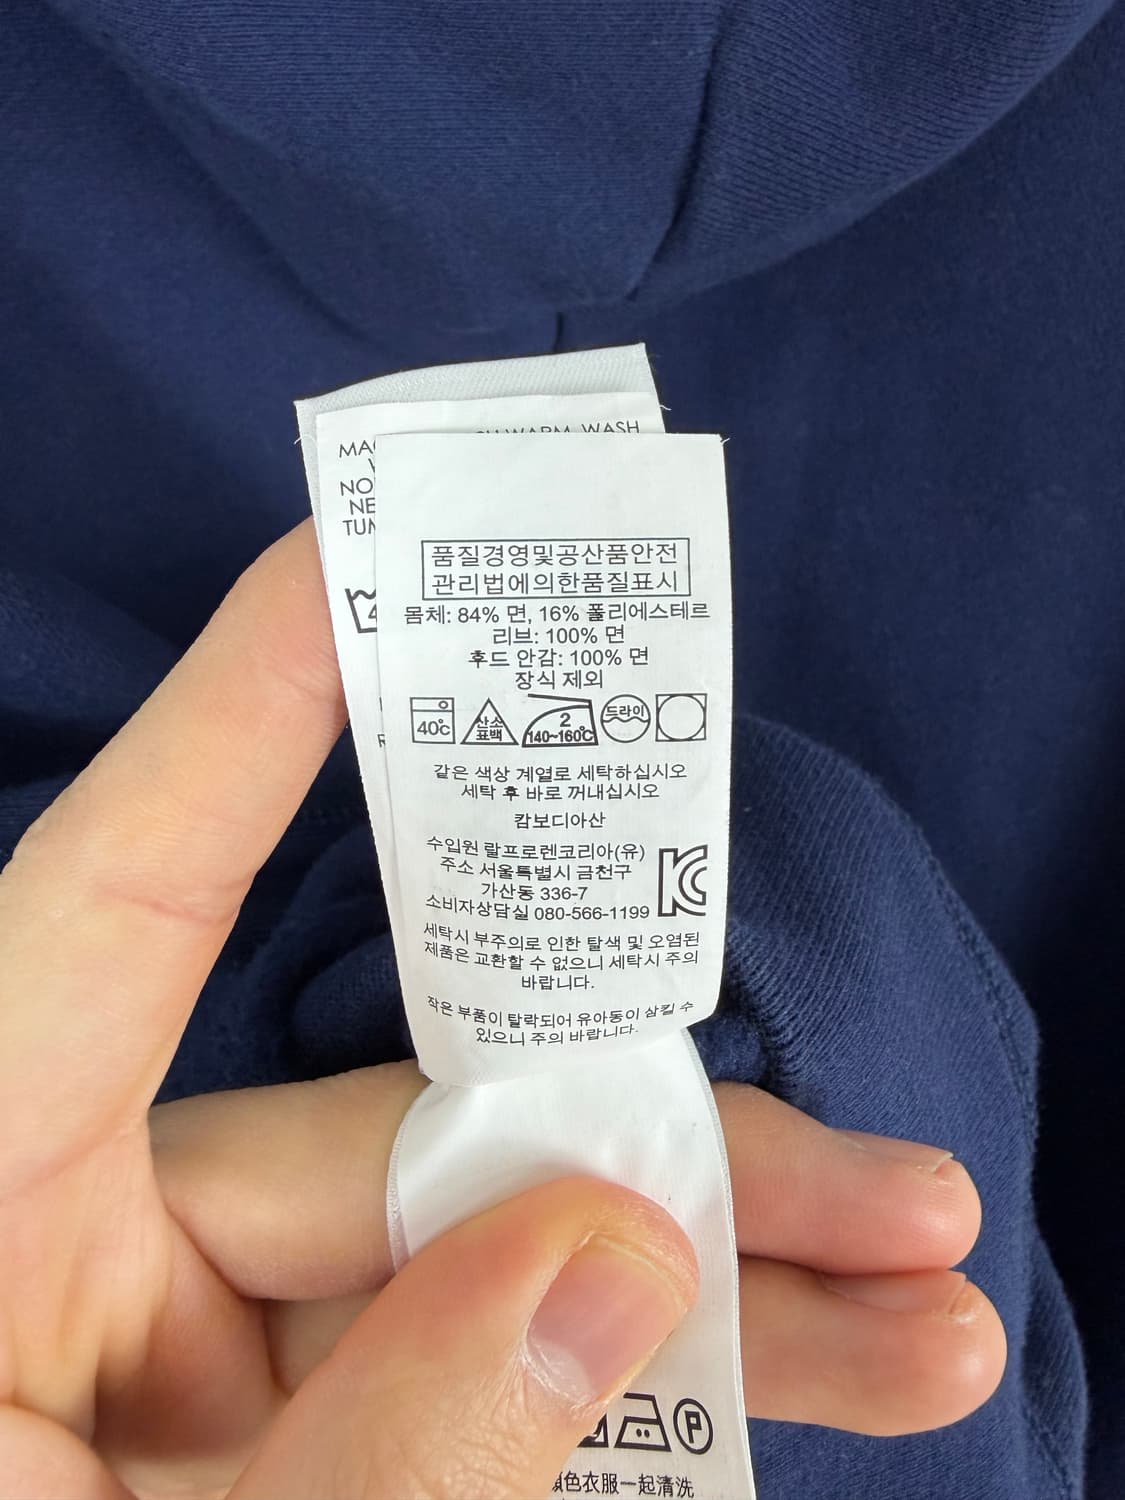 WARM WASH
NO
품질경영및공산품안전
관리법에의한품질표시
몸체: 84% 면, 16% 폴리에스테르
리브: 100% 면
후드 안감: 100% 면
장식 제외
40℃
산소
표백
2
140~160℃
드라이
같은 색상 계열로 세탁하십시오
세탁 후 바로 꺼내십시오
캄보디아산
수입원 랄프로렌코리아(유)
주소 서울특별시 금천구
가산동 336-7
소비자상담실 080-566-1199
세탁시 부주의로 인한 탈색 및 오염된
제품은 교환할 수 없으니 세탁시 주의
바랍니다.
작은 부품이 탈락되어 유아동이 삼킬 수
있으니 주의 바랍니다.
P
色衣服一起清洗